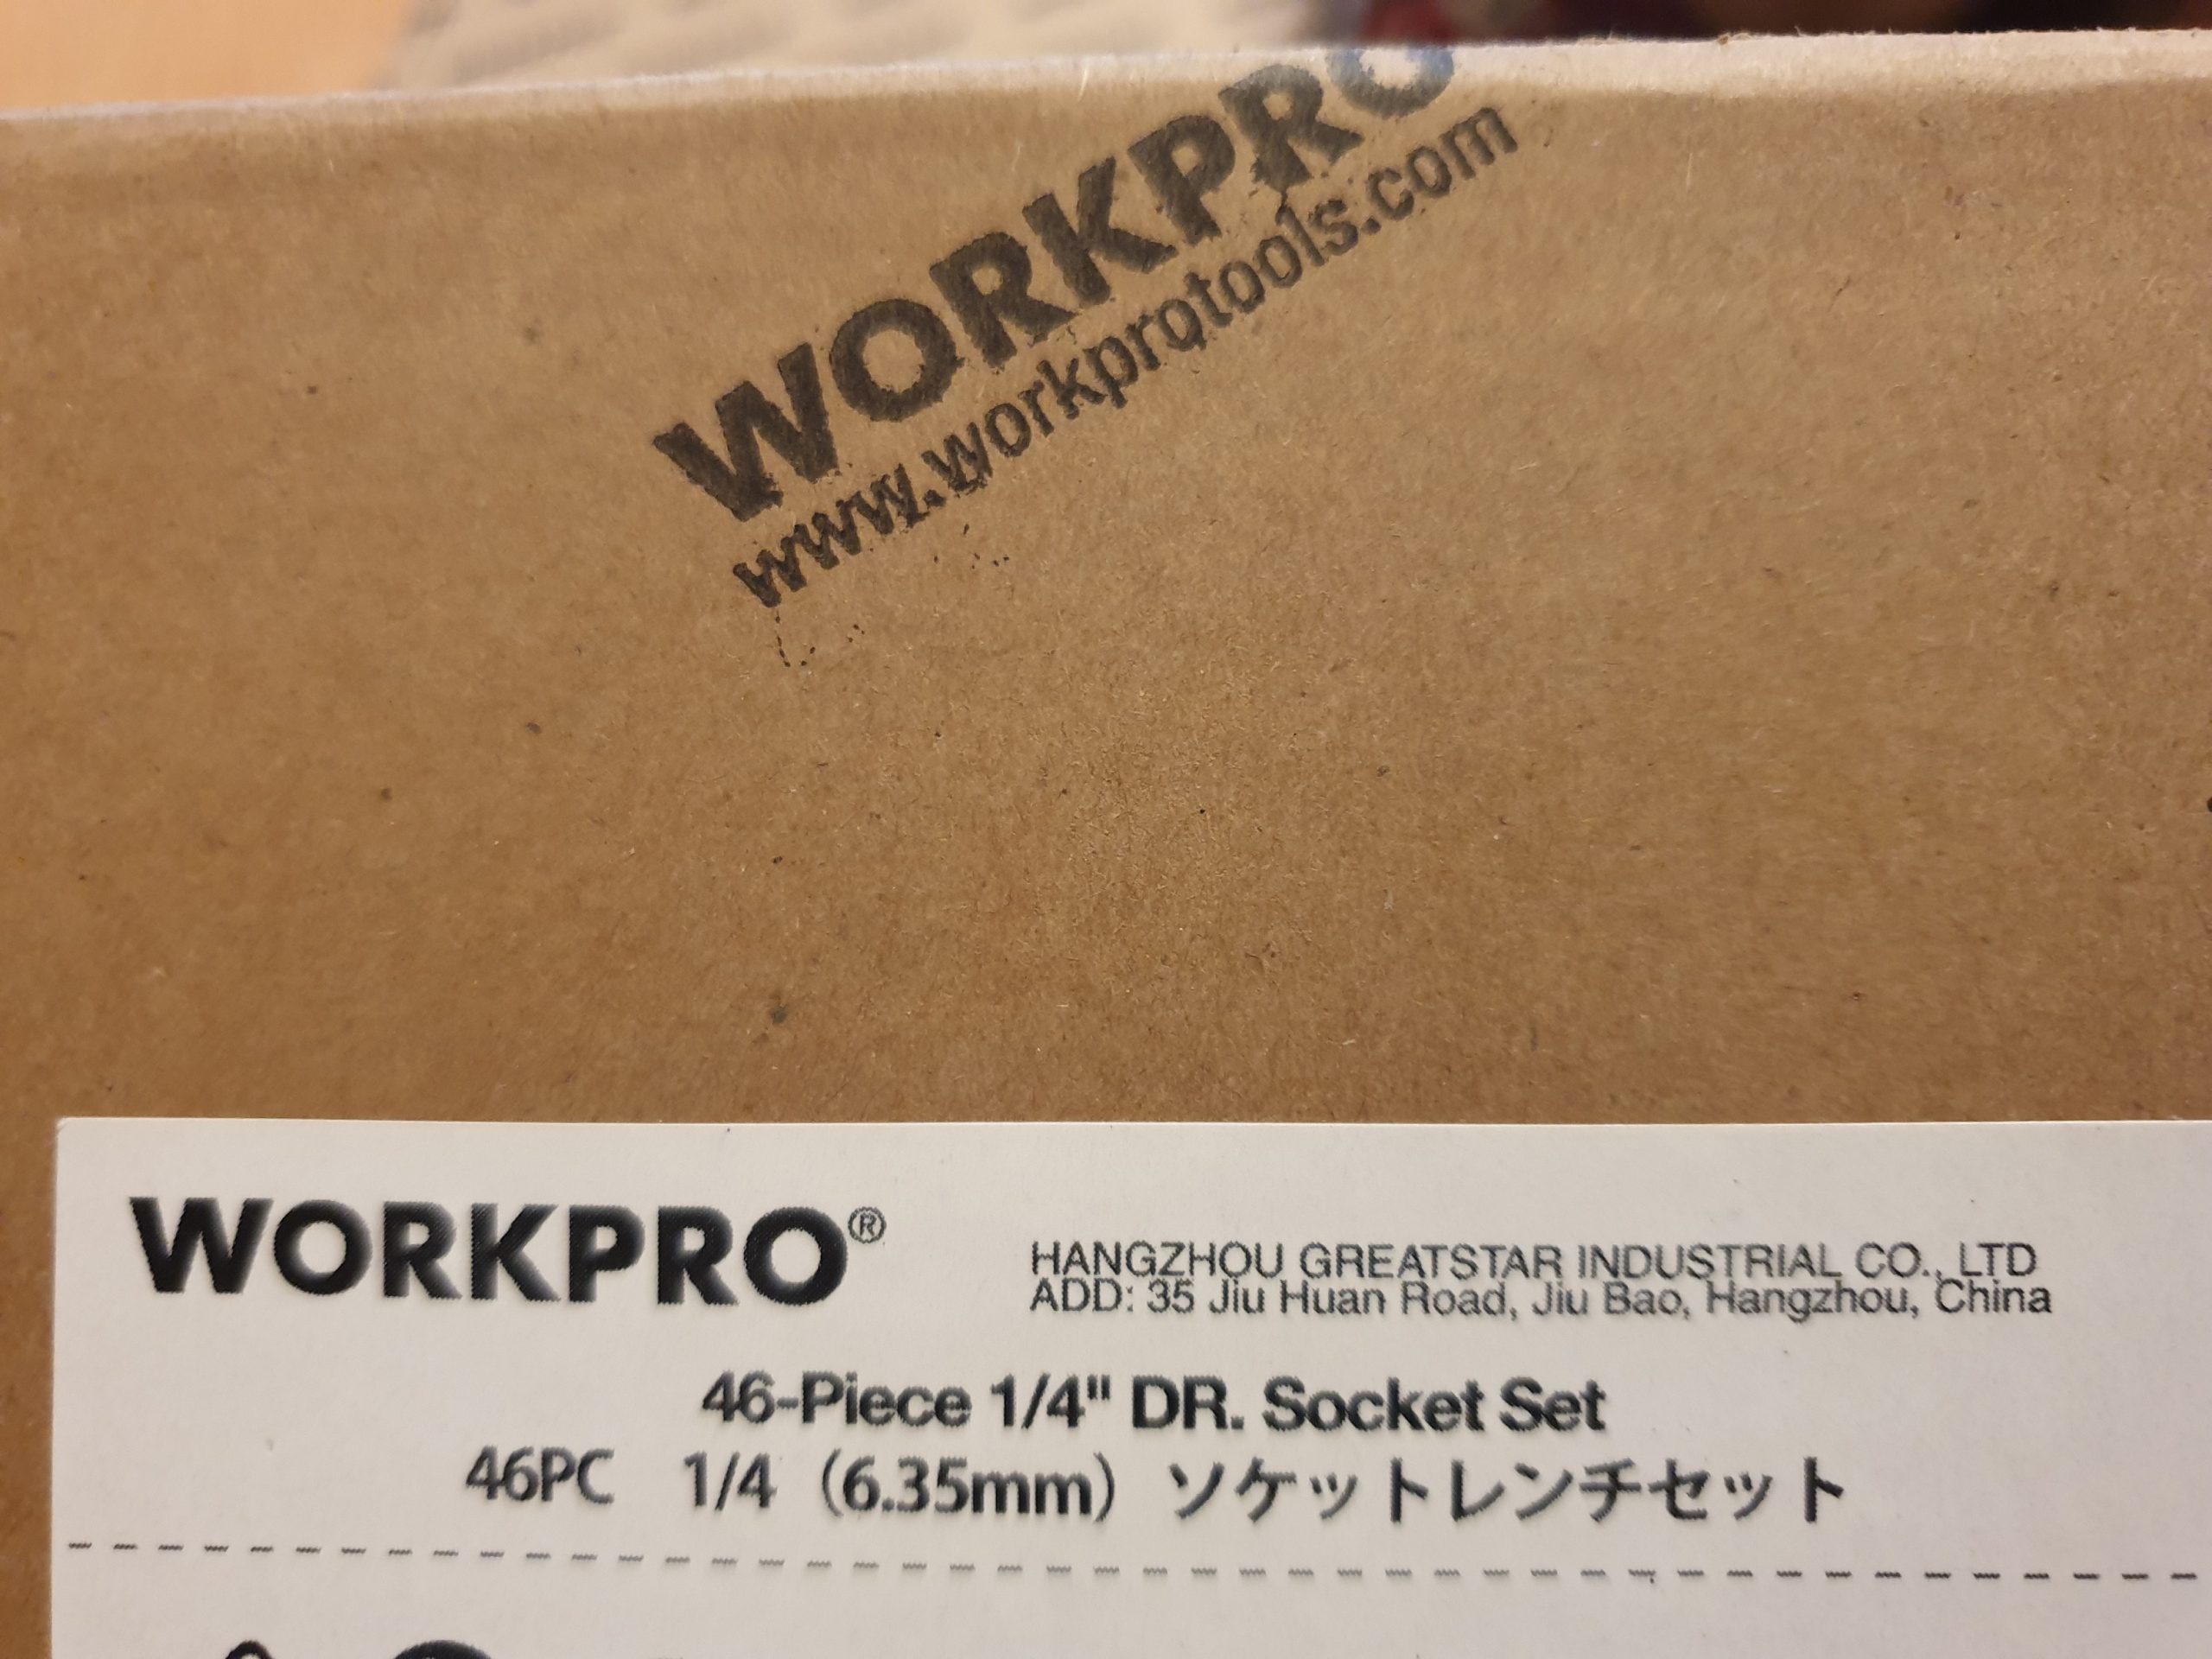 WORKPRO
www.workprotools.com
WORKPRO®
HANGZHOU GREATSTAR INDUSTRIAL CO., LTD
ADD: 35 Jiu Huan Road, Jiu Bao, Hangzhou, China
46-Piece 1/4" DR. Socket Set
46PC 1/4（6.35mm）ソケットレンチセット